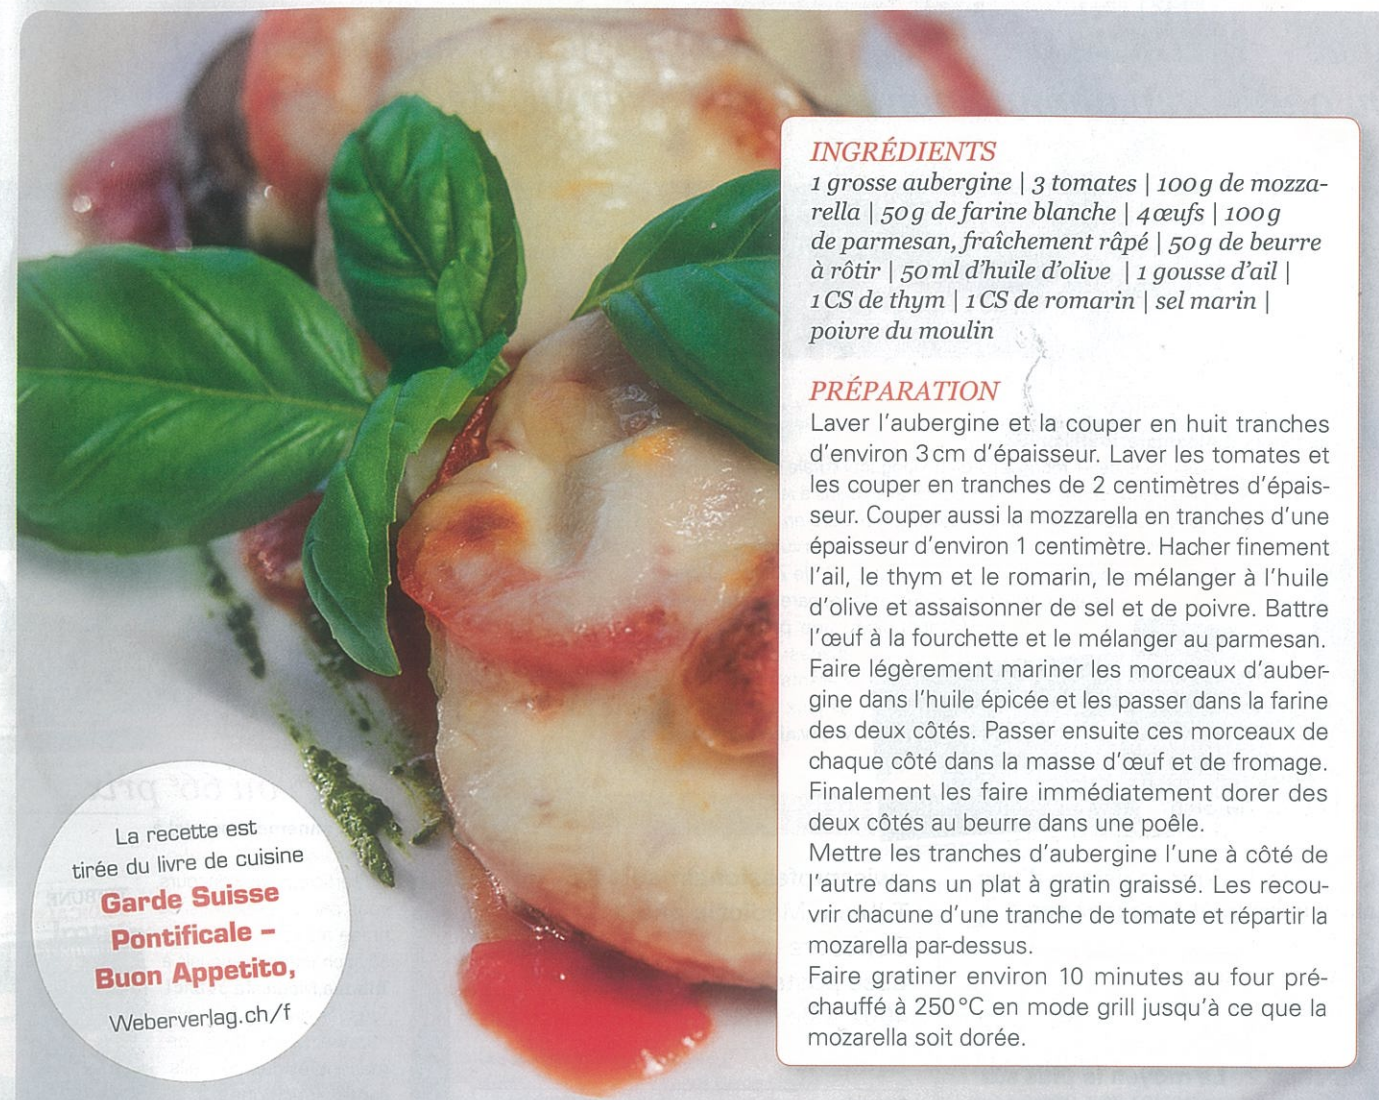 INGRÉDIENTS
1 grosse aubergine | 3 tomates | 100 g de mozza-
rella | 50 g de farine blanche | 4 œufs | 100 g
de parmesan, fraîchement râpé | 50 g de beurre
à rôtir | 50 ml d'huile d'olive | 1 gousse d'ail |
1 CS de thym | 1 CS de romarin | sel marin |
poivre du moulin
PRÉPARATION
Laver l'aubergine et la couper en huit tranches
d'environ 3 cm d'épaisseur. Laver les tomates et
les couper en tranches de 2 centimètres d'épais-
seur. Couper aussi la mozzarella en tranches d'une
épaisseur d'environ 1 centimètre. Hacher finement
l'ail, le thym et le romarin, le mélanger à l'huile
d'olive et assaisonner de sel et de poivre. Battre
l'œuf à la fourchette et le mélanger au parmesan.
Faire légèrement mariner les morceaux d'auber-
gine dans l'huile épicée et les passer dans la farine
des deux côtés. Passer ensuite ces morceaux de
chaque côté dans la masse d'œuf et de fromage.
Finalement les faire immédiatement dorer des
deux côtés au beurre dans une poêle.
Mettre les tranches d'aubergine l'une à côté de
l'autre dans un plat à gratin graissé. Les recou-
vrir chacune d'une tranche de tomate et répartir la
mozarella par-dessus.
Faire gratiner environ 10 minutes au four pré-
chauffé à 250 °C en mode grill jusqu'à ce que la
mozarella soit dorée.
La recette est
tirée du livre de cuisine
Garde Suisse
Pontificale –
Buon Appetito,
Weberverlag.ch/f